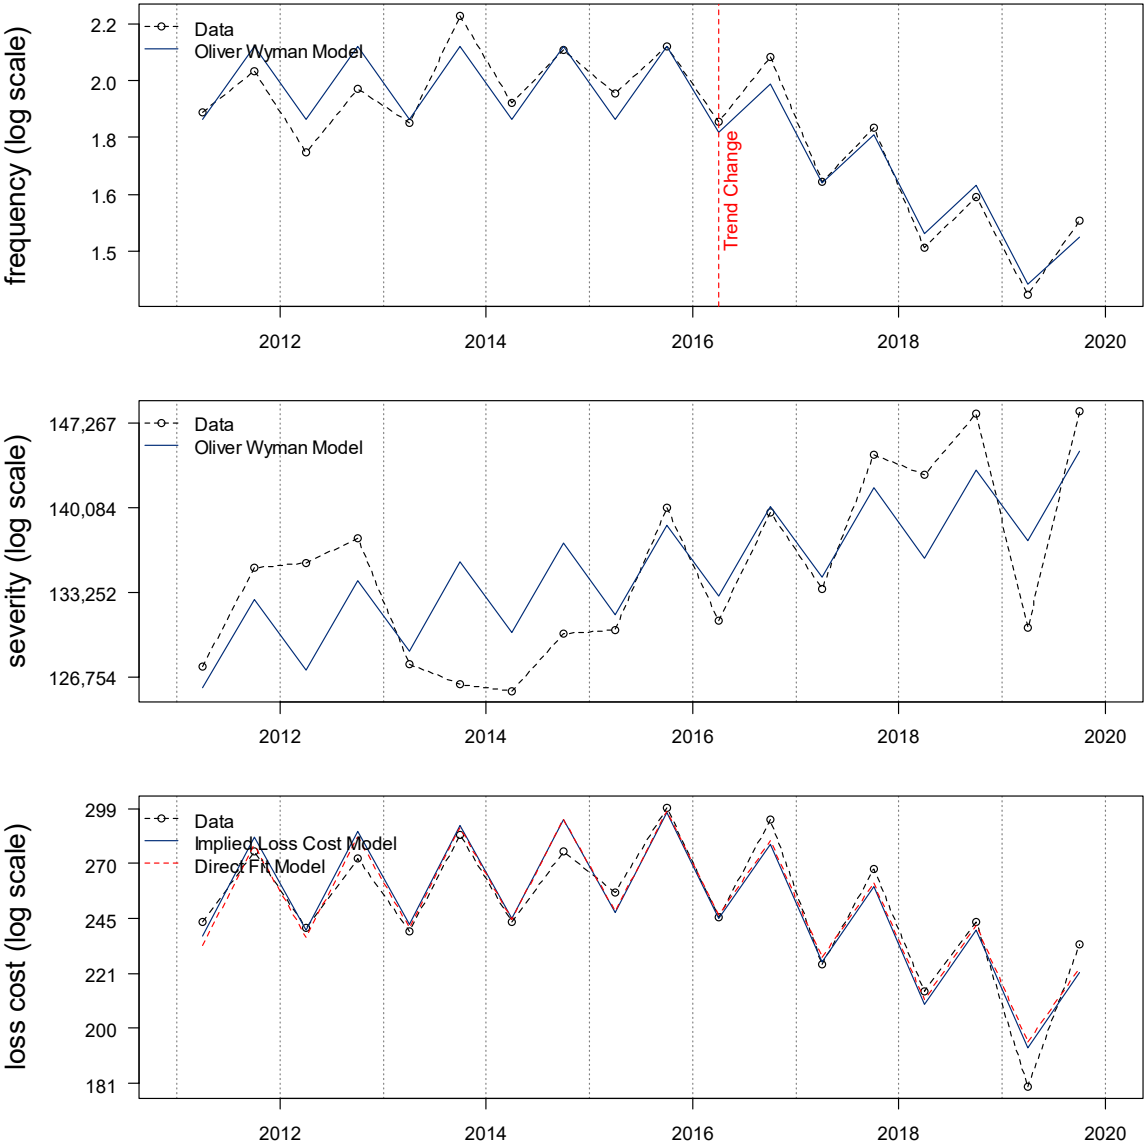 frequency (log scale)
2.2
2.0
1.8
1.6
1.5
Data
Oliver Wyman Model
Trend Change
2012 2014 2016 2018 2020
severity (log scale)
147,267
140,084
133,252
126,754
Data
Oliver Wyman Model
2012 2014 2016 2018 2020
loss cost (log scale)
299
270
245
221
200
181
Data
Implied Loss Cost Model
Direct Fit Model
2012 2014 2016 2018 2020